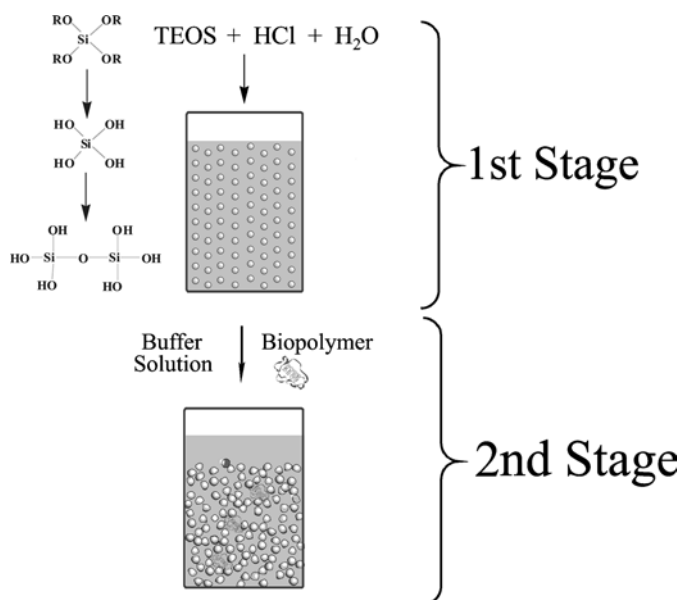 RO OR
Si
RO OR
TEOS + HCl + H₂O
HO OH
Si
HO OH
OH OH
HO Si O Si OH
HO OH
1st Stage
Buffer Solution
Biopolymer
2nd Stage